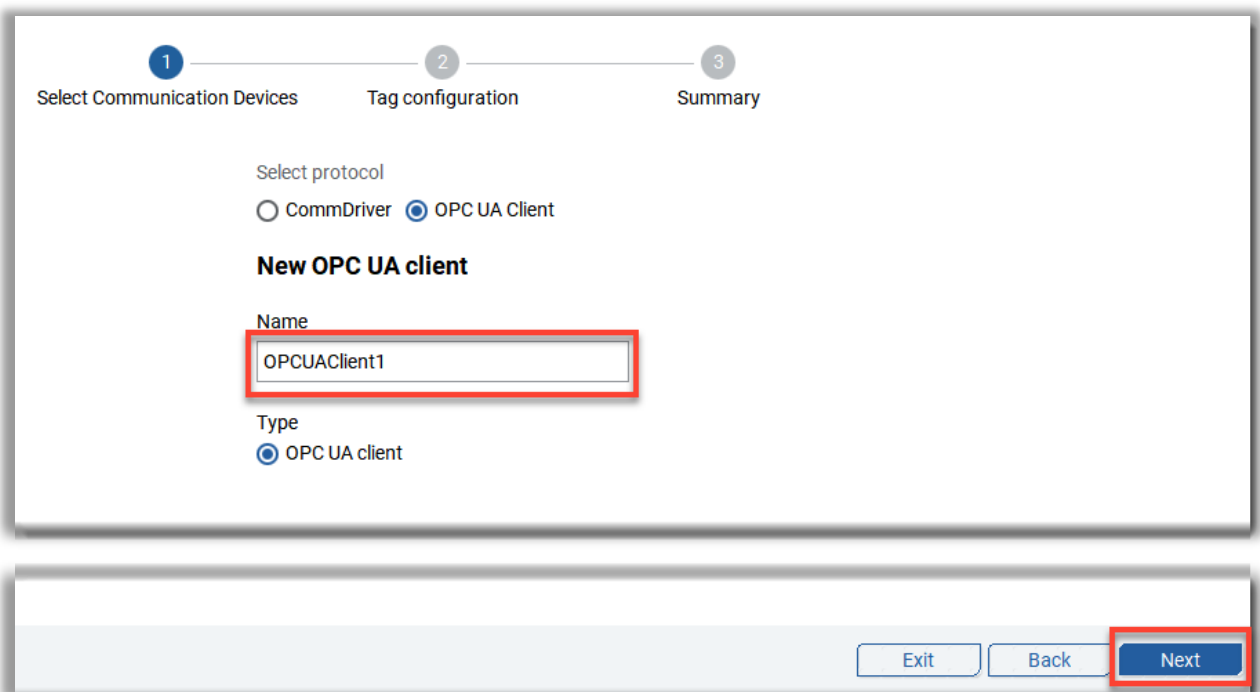 1 2 3
Select Communication Devices Tag configuration Summary
Select protocol
CommDriver OPC UA Client
New OPC UA client
Name
OPCUAClient1
Type
OPC UA client
Exit Back Next